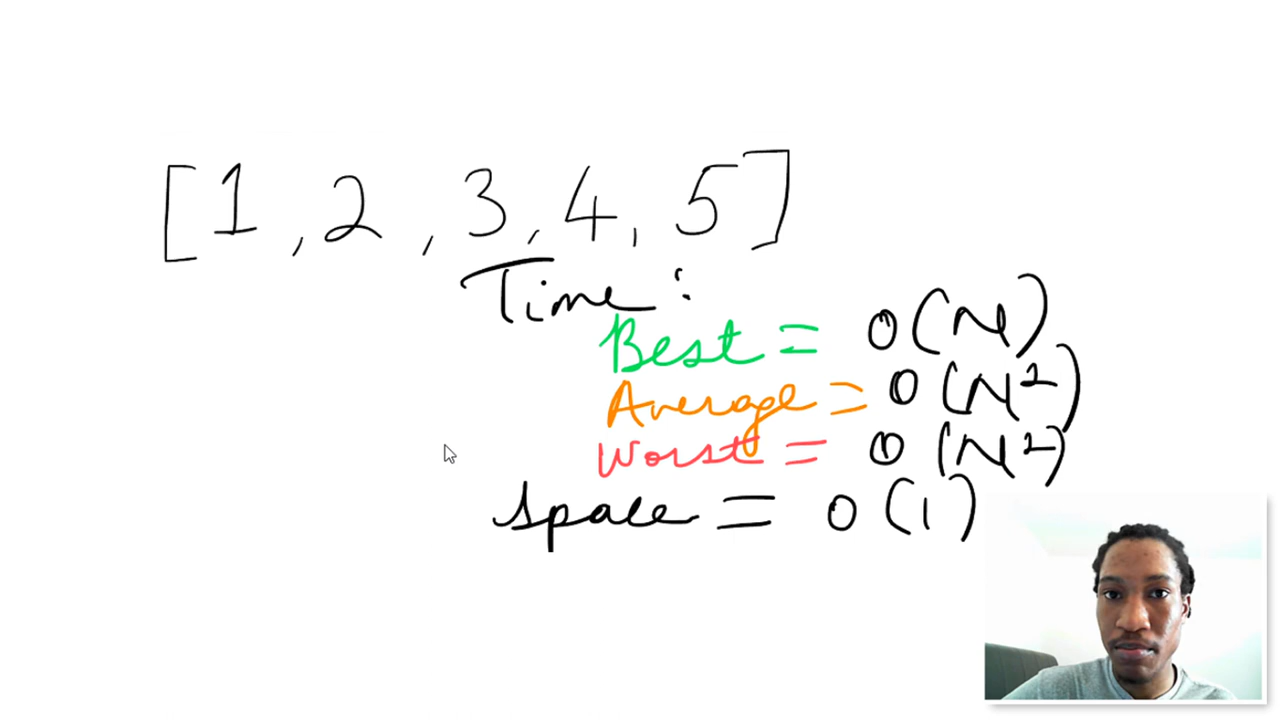 [1, 2, 3, 4, 5]
Time:
Best = O(N)
Average = O(N²)
Worst = O(N²)
Space = O(1)